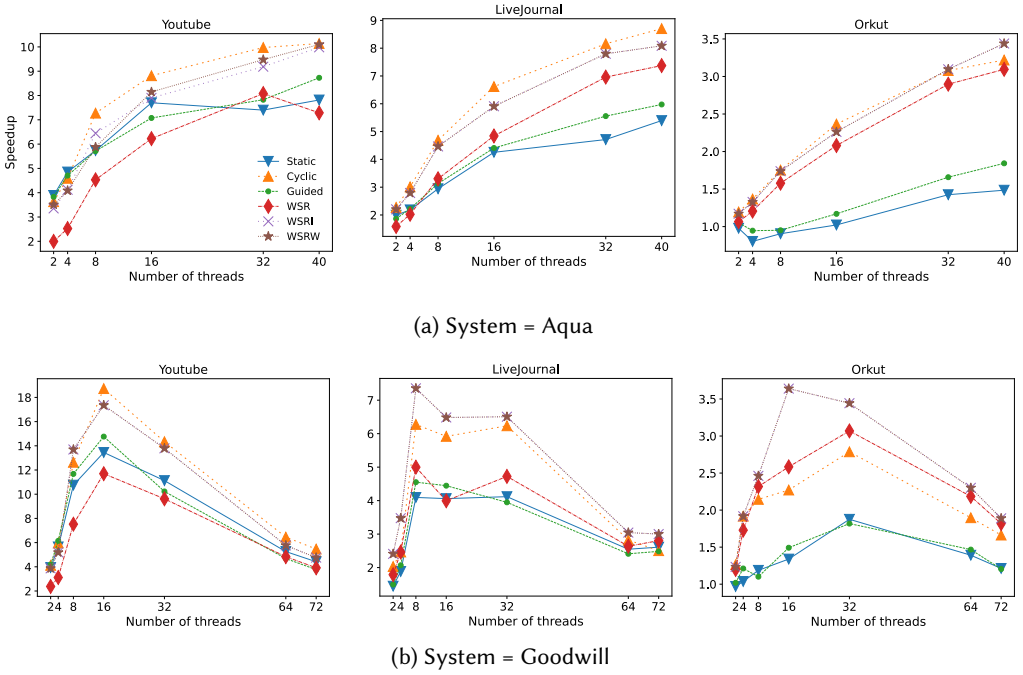 Youtube
10
9
8
7
6
5
4
3
2
Speedup
Static
Cyclic
Guided
WSR
WSRI
WSRW
2 4 8 16 32 40
Number of threads
LiveJournal
9
8
7
6
5
4
3
2
2 4 8 16 32 40
Number of threads
Orkut
3.5
3.0
2.5
2.0
1.5
1.0
2 4 8 16 32 40
Number of threads
(a) System = Aqua
Youtube
18
16
14
12
10
8
6
4
2
2 4 8 16 32 64 72
Number of threads
LiveJournal
7
6
5
4
3
2
2 4 8 16 32 64 72
Number of threads
Orkut
3.5
3.0
2.5
2.0
1.5
1.0
2 4 8 16 32 64 72
Number of threads
(b) System = Goodwill